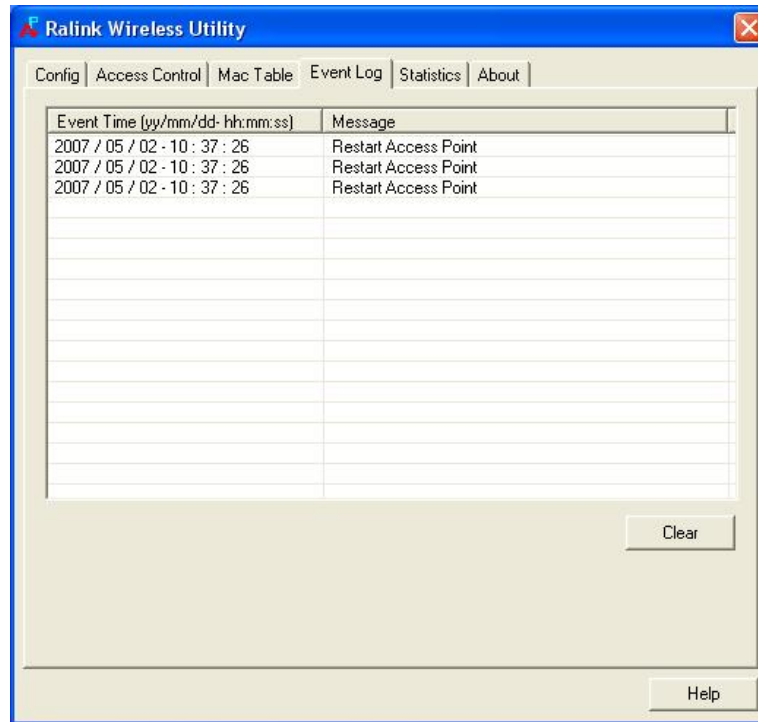 Ralink Wireless Utility
Config Access Control Mac Table Event Log Statistics About
Event Time (yy/mm/dd- hh:mm:ss) Message
2007 / 05 / 02 - 10 : 37 : 26 Restart Access Point
2007 / 05 / 02 - 10 : 37 : 26 Restart Access Point
2007 / 05 / 02 - 10 : 37 : 26 Restart Access Point
Clear
Help